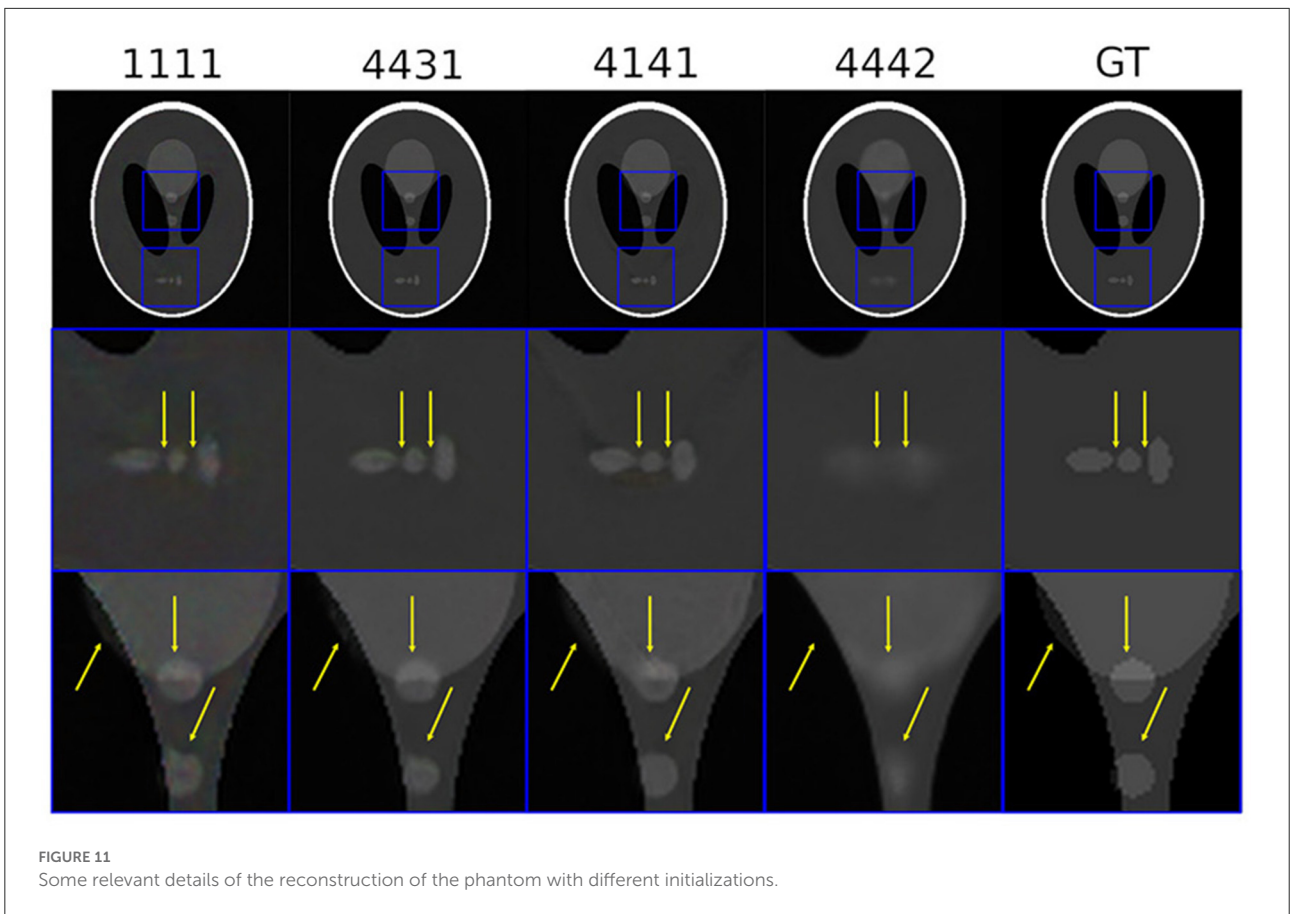 1111 4431 4141 4442 GT
FIGURE 11
Some relevant details of the reconstruction of the phantom with different initializations.